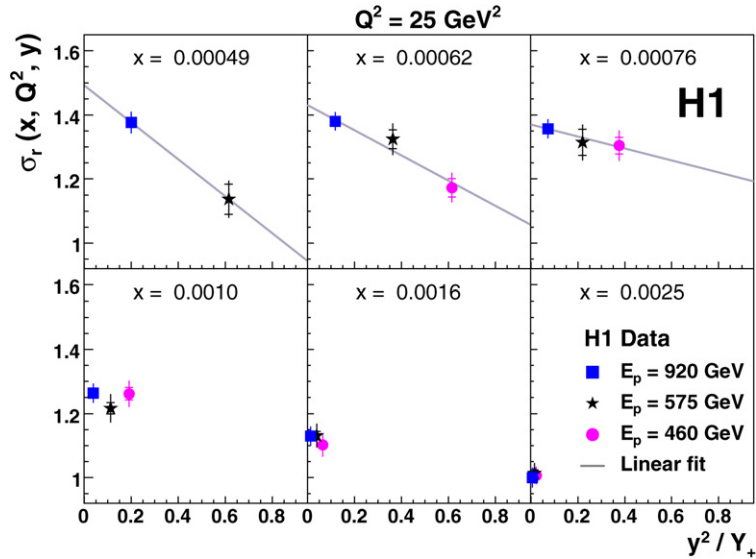 Q² = 25 GeV²
σᵣ (x, Q², y)
x = 0.00049
x = 0.00062
x = 0.00076
H1
1.6
1.4
1.2
1
x = 0.0010
x = 0.0016
x = 0.0025
1.6
1.4
1.2
1
H1 Data
Eₚ = 920 GeV
Eₚ = 575 GeV
Eₚ = 460 GeV
Linear fit
0 0.2 0.4 0.6 0.8 0 0.2 0.4 0.6 0.8 0 0.2 0.4 0.6 0.8
y² / Y₊